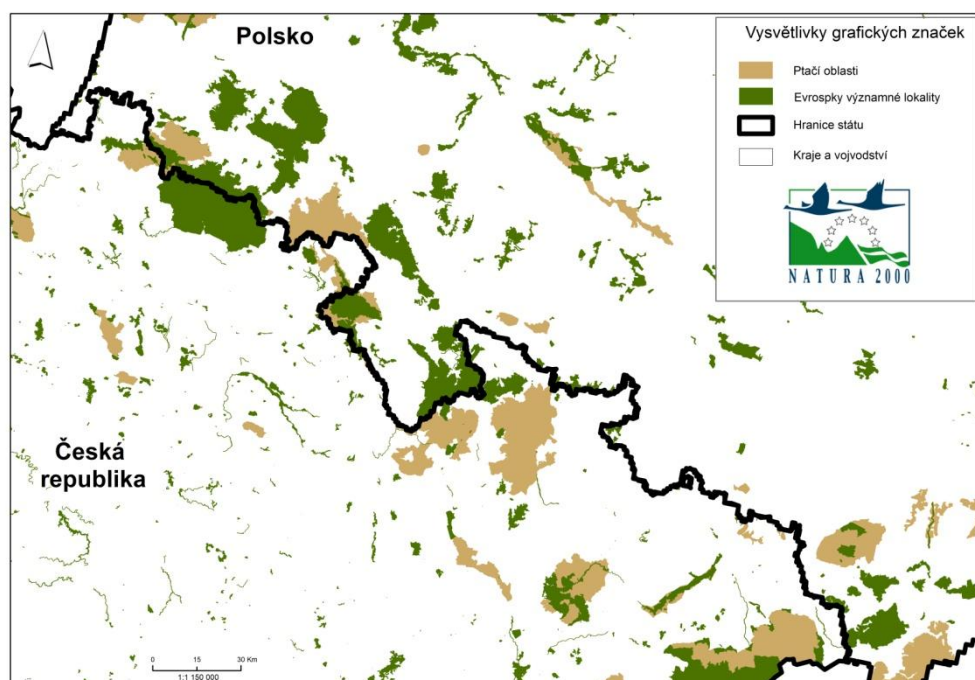 Polsko
Česká
republika
Vysvětlivky grafických značek
Ptačí oblasti
Evrospky významné lokality
Hranice státu
Kraje a vojvodství
NATURA 2000
0 15 30 Km
1:1 150 000